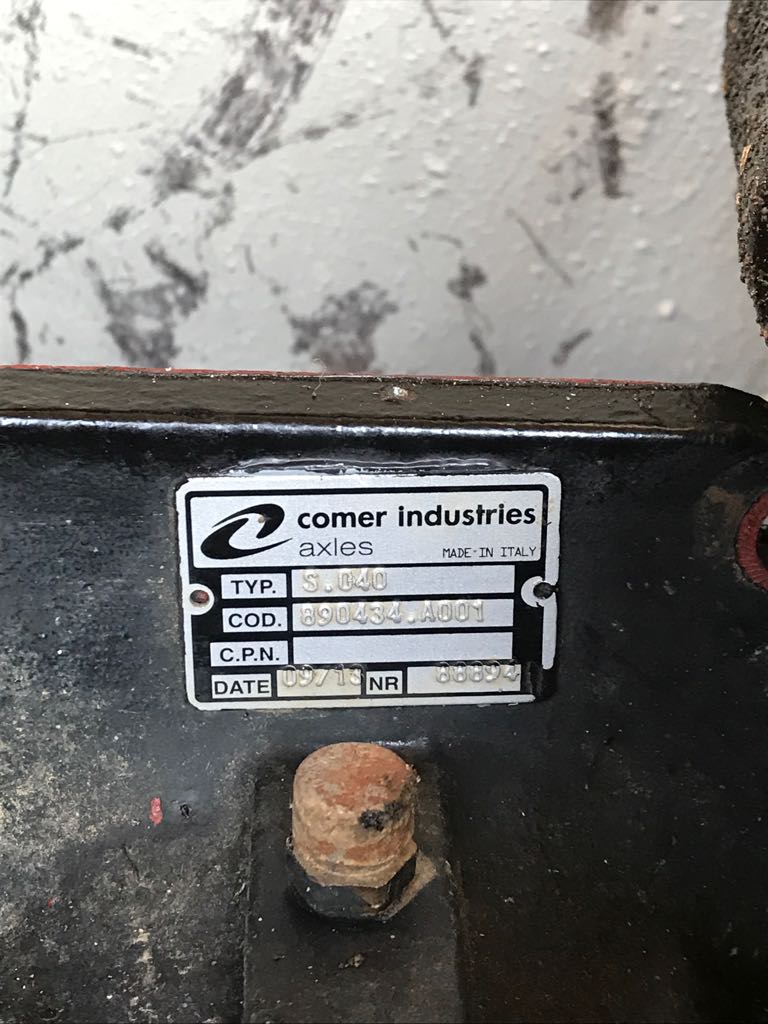 comer industries
axles MADE-IN ITALY
TYP. S.040
COD. 890434.A001
C.P.N.
DATE 09/13 NR 88894